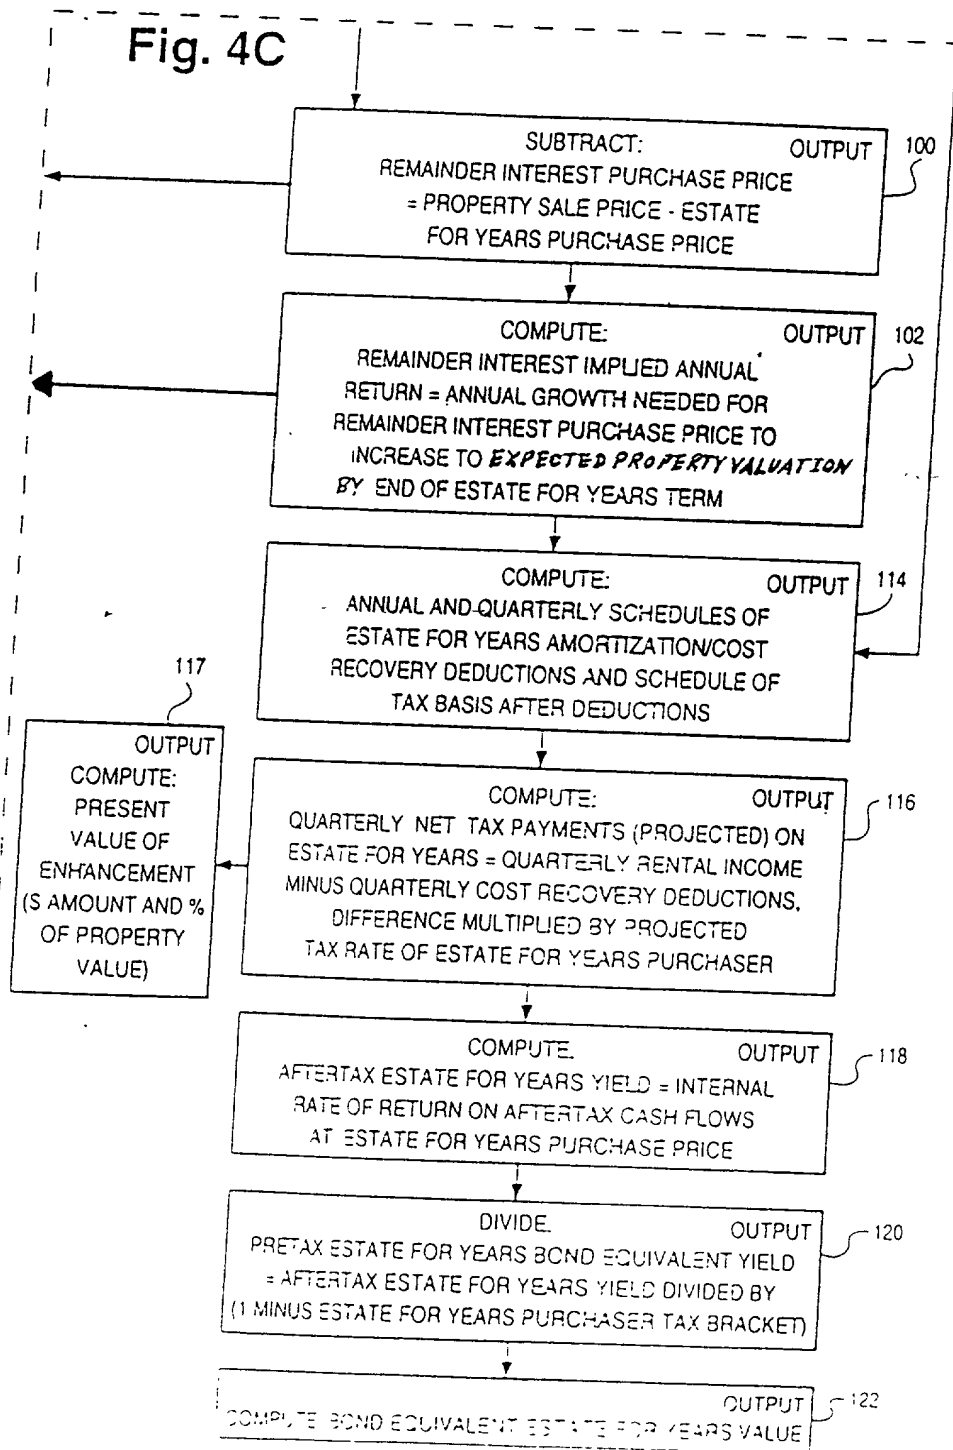 Fig. 4C
SUBTRACT: OUTPUT 100
REMAINDER INTEREST PURCHASE PRICE
= PROPERTY SALE PRICE - ESTATE
FOR YEARS PURCHASE PRICE
COMPUTE: OUTPUT 102
REMAINDER INTEREST IMPLIED ANNUAL
RETURN = ANNUAL GROWTH NEEDED FOR
REMAINDER INTEREST PURCHASE PRICE TO
INCREASE TO EXPECTED PROPERTY VALUATION
BY END OF ESTATE FOR YEARS TERM
COMPUTE: OUTPUT 114
ANNUAL AND QUARTERLY SCHEDULES OF
ESTATE FOR YEARS AMORTIZATION/COST
RECOVERY DEDUCTIONS AND SCHEDULE OF
TAX BASIS AFTER DEDUCTIONS
117
OUTPUT
COMPUTE:
PRESENT
VALUE OF
ENHANCEMENT
($ AMOUNT AND %
OF PROPERTY
VALUE)
COMPUTE: OUTPUT 116
QUARTERLY NET TAX PAYMENTS (PROJECTED) ON
ESTATE FOR YEARS = QUARTERLY RENTAL INCOME
MINUS QUARTERLY COST RECOVERY DEDUCTIONS,
DIFFERENCE MULTIPLIED BY PROJECTED
TAX RATE OF ESTATE FOR YEARS PURCHASER
COMPUTE. OUTPUT 118
AFTERTAX ESTATE FOR YEARS YIELD = INTERNAL
RATE OF RETURN ON AFTERTAX CASH FLOWS
AT ESTATE FOR YEARS PURCHASE PRICE
DIVIDE. OUTPUT 120
PRETAX ESTATE FOR YEARS BOND EQUIVALENT YIELD
= AFTERTAX ESTATE FOR YEARS YIELD DIVIDED BY
(1 MINUS ESTATE FOR YEARS PURCHASER TAX BRACKET)
OUTPUT 122
COMPUTE BOND EQUIVALENT ESTATE FOR YEARS VALUE